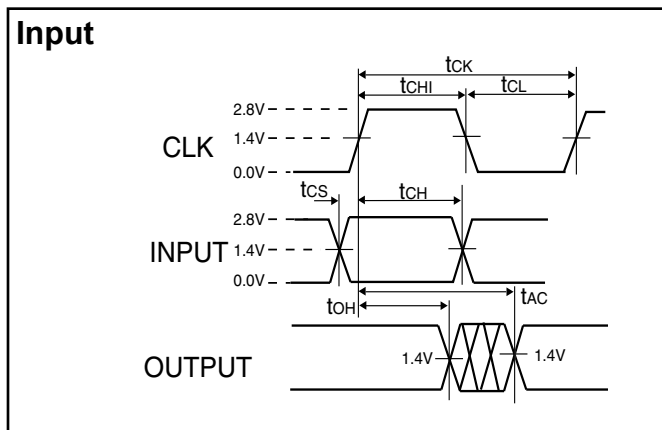 Input
tCK
tCHI tCL
2.8V
CLK 1.4V
0.0V
tCS tCH
2.8V
INPUT 1.4V
0.0V
tOH tAC
OUTPUT 1.4V 1.4V